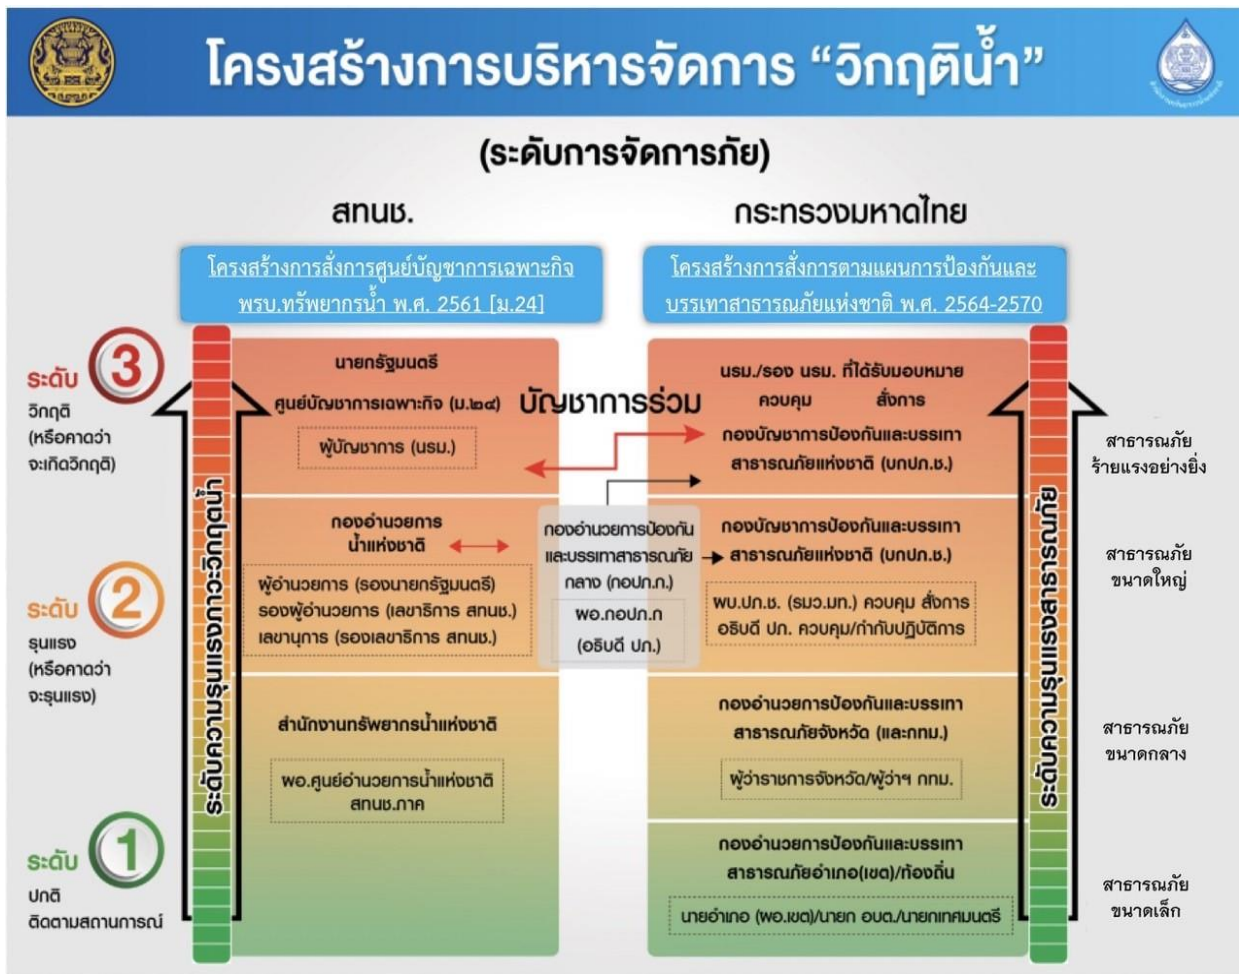 โครงสร้างการบริหารจัดการ “วิกฤติน้ำ”
(ระดับการจัดการภัย)
สทนช.
โครงสร้างการสั่งการศูนย์บัญชาการเฉพาะกิจ
พรบ.ทรัพยากรน้ำ พ.ศ. 2561 [ม.24]
กระทรวงมหาดไทย
โครงสร้างการสั่งการตามแผนการป้องกันและ
บรรเทาสาธารณภัยแห่งชาติ พ.ศ. 2564-2570
ระดับ 3
วิกฤติ
(หรือคาดว่า
จะเกิดวิกฤติ)
ระดับ 2
รุนแรง
(หรือคาดว่า
จะรุนแรง)
ระดับ 1
ปกติ
ติดตามสถานการณ์
ระดับความรุนแรงภาวะวิกฤติน้ำ
นายกรัฐมนตรี
ศูนย์บัญชาการเฉพาะกิจ (ม.๒๔)
ผู้บัญชาการ (นรม.)
กองอำนวยการ
น้ำแห่งชาติ
ผู้อำนวยการ (รองนายกรัฐมนตรี)
รองผู้อำนวยการ (เลขาธิการ สทนช.)
เลขานุการ (รองเลขาธิการ สทนช.)
สำนักงานทรัพยากรน้ำแห่งชาติ
ผอ.ศูนย์อำนวยการน้ำแห่งชาติ
สทนช.ภาค
บัญชาการร่วม
กองอำนวยการป้องกัน
และบรรเทาสาธารณภัย
กลาง (กอปภ.ก.)
ผอ.กอปภ.ก
(อธิบดี ปภ.)
นรม./รอง นรม. ที่ได้รับมอบหมาย
ควบคุม สั่งการ
กองบัญชาการป้องกันและบรรเทา
สาธารณภัยแห่งชาติ (บกปภ.ช.)
กองบัญชาการป้องกันและบรรเทา
สาธารณภัยแห่งชาติ (บกปภ.ช.)
ผบ.ปภ.ช. (รมว.มท.) ควบคุม สั่งการ
อธิบดี ปภ. ควบคุม/กำกับปฏิบัติการ
กองอำนวยการป้องกันและบรรเทา
สาธารณภัยจังหวัด (และกทม.)
ผู้ว่าราชการจังหวัด/ผู้ว่าฯ กทม.
กองอำนวยการป้องกันและบรรเทา
สาธารณภัยอำเภอ(เขต)/ท้องถิ่น
นายอำเภอ (ผอ.เขต)/นายก อบต./นายกเทศมนตรี
ระดับความรุนแรงสาธารณภัย
สาธารณภัย
ร้ายแรงอย่างยิ่ง
สาธารณภัย
ขนาดใหญ่
สาธารณภัย
ขนาดกลาง
สาธารณภัย
ขนาดเล็ก